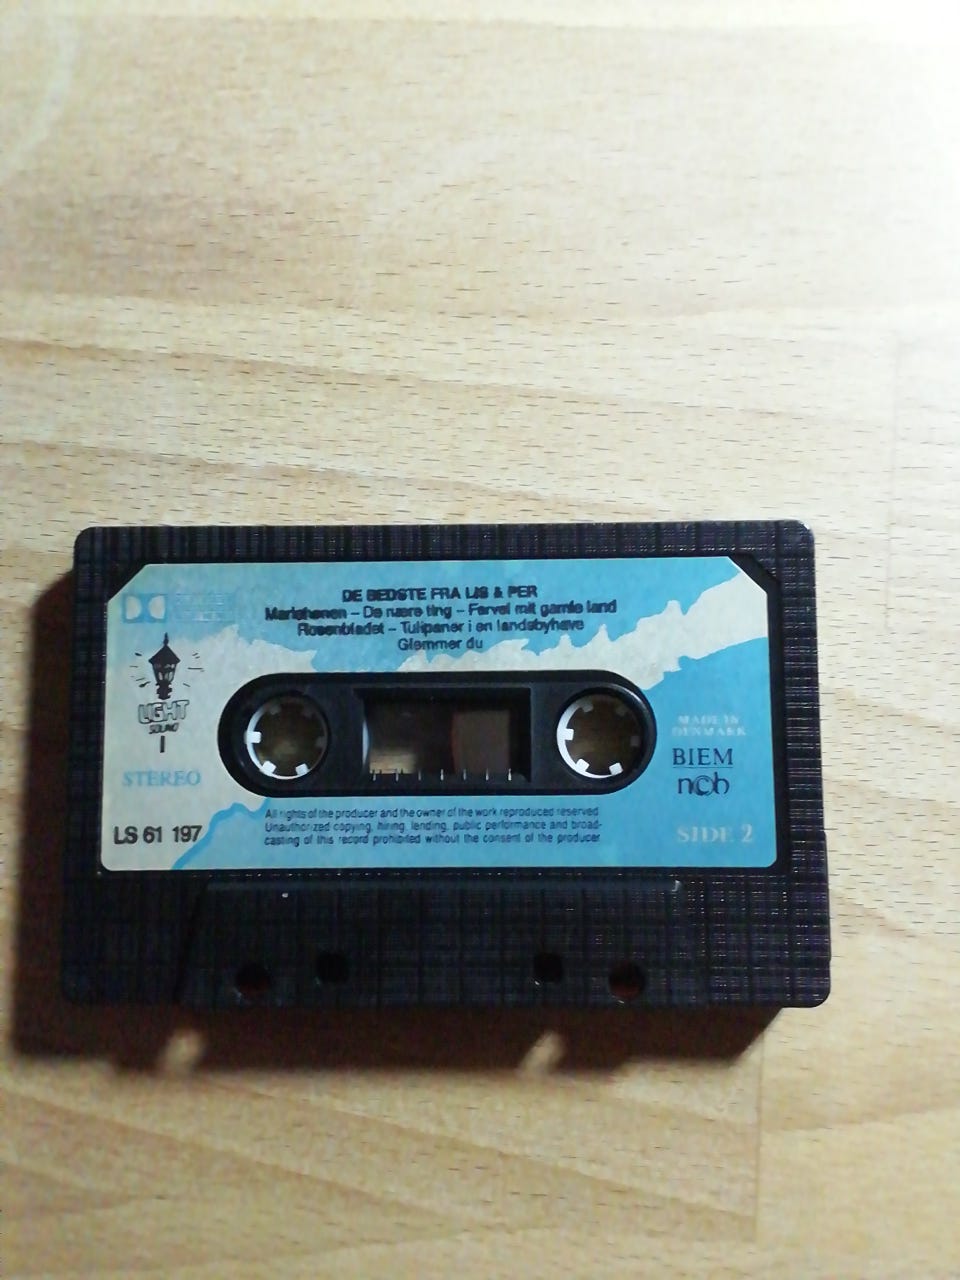 DE BEDSTE FRA LIS & PER
Mariehønen - De nære ting - Farvel mit gamle land
Rosenbladet - Tulipaner i en landsbyhave
Glemmer du
LIGHT
SOUND
STEREO
MADE IN
DENMARK
BIEM
n©b
LS 61 197
All rights of the producer and the owner of the work reproduced reserved
Unauthorized copying, hiring, lending, public performance and broad-
casting of this record prohibited without the consent of the producer
SIDE 2